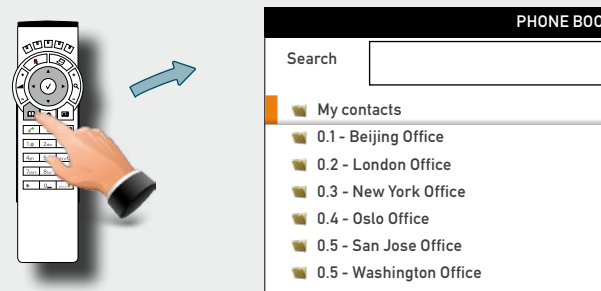 PHONE BOO
Search
My contacts
0.1 - Beijing Office
0.2 - London Office
0.3 - New York Office
0.4 - Oslo Office
0.5 - San Jose Office
0.5 - Washington Office